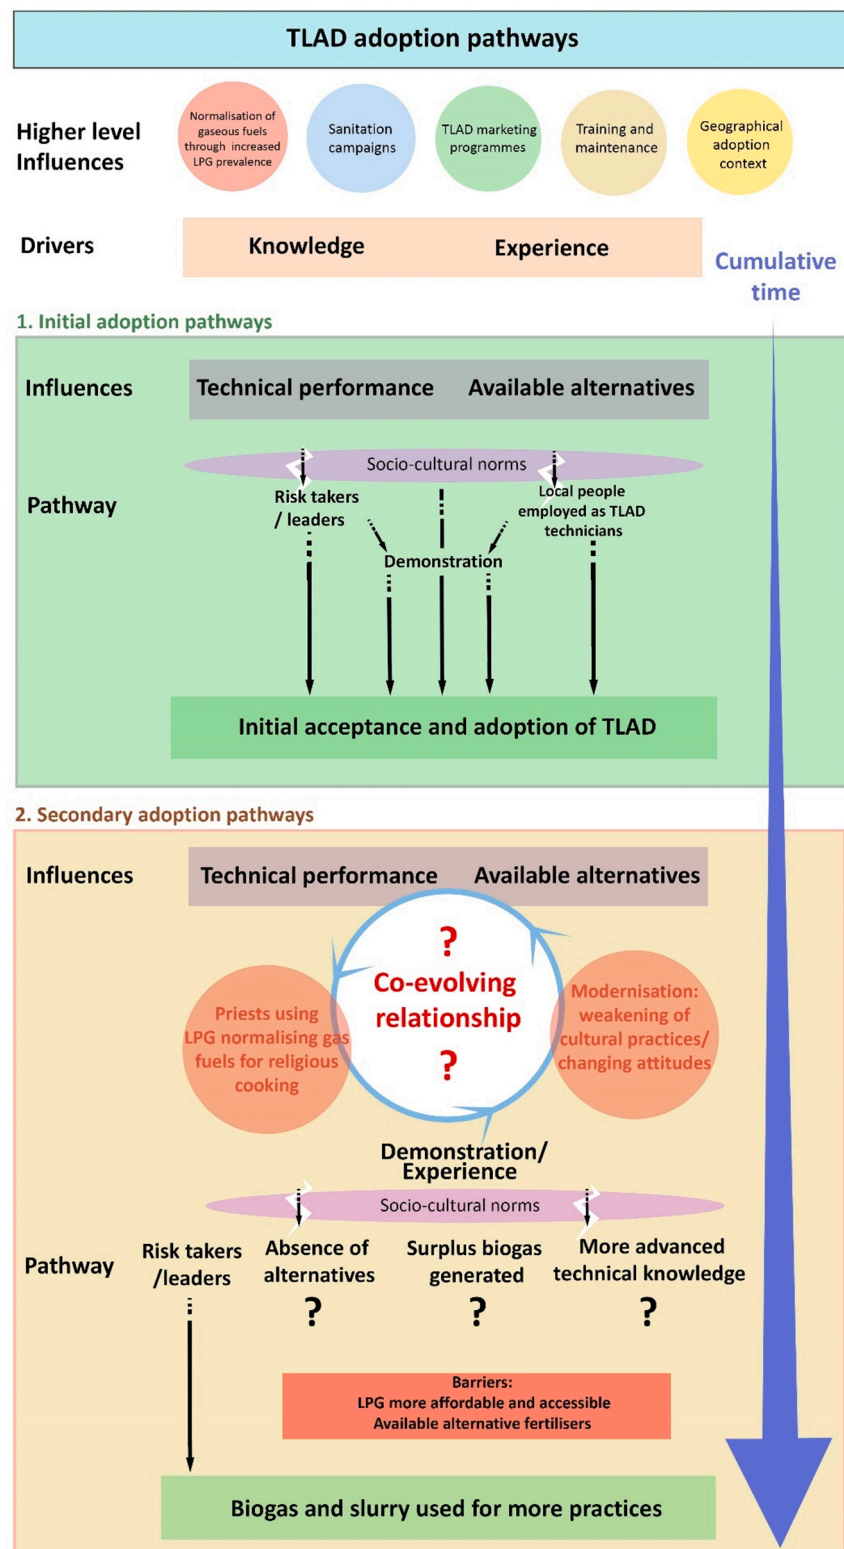 TLAD adoption pathways
Higher level
Influences
Normalisation of
gaseous fuels
through increased
LPG prevalence
Sanitation
campaigns
TLAD marketing
programmes
Training and
maintenance
Geographical
adoption
context
Drivers
Knowledge
Experience
Cumulative
time
1. Initial adoption pathways
Influences
Technical performance
Available alternatives
Socio-cultural norms
Pathway
Risk takers
/ leaders
Local people
employed as TLAD
technicians
Demonstration
Initial acceptance and adoption of TLAD
2. Secondary adoption pathways
Influences
Technical performance
Available alternatives
?
Co-evolving
relationship
?
Priests using
LPG normalising gas
fuels for religious
cooking
Modernisation:
weakening of
cultural practices/
changing attitudes
Demonstration/
Experience
Socio-cultural norms
Pathway
Risk takers
/leaders
Absence of
alternatives
?
Surplus biogas
generated
?
More advanced
technical knowledge
?
Barriers:
LPG more affordable and accessible
Available alternative fertilisers
Biogas and slurry used for more practices